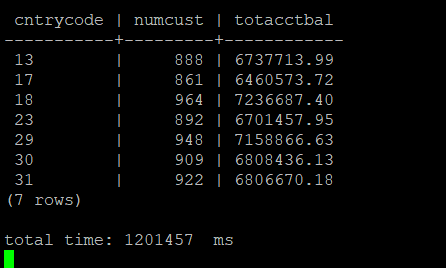 cntrycode | numcust | totacctbal
-----------+---------+------------
13 | 888 | 6737713.99
17 | 861 | 6460573.72
18 | 964 | 7236687.40
23 | 892 | 6701457.95
29 | 948 | 7158866.63
30 | 909 | 6808436.13
31 | 922 | 6806670.18
(7 rows)
total time: 1201457  ms